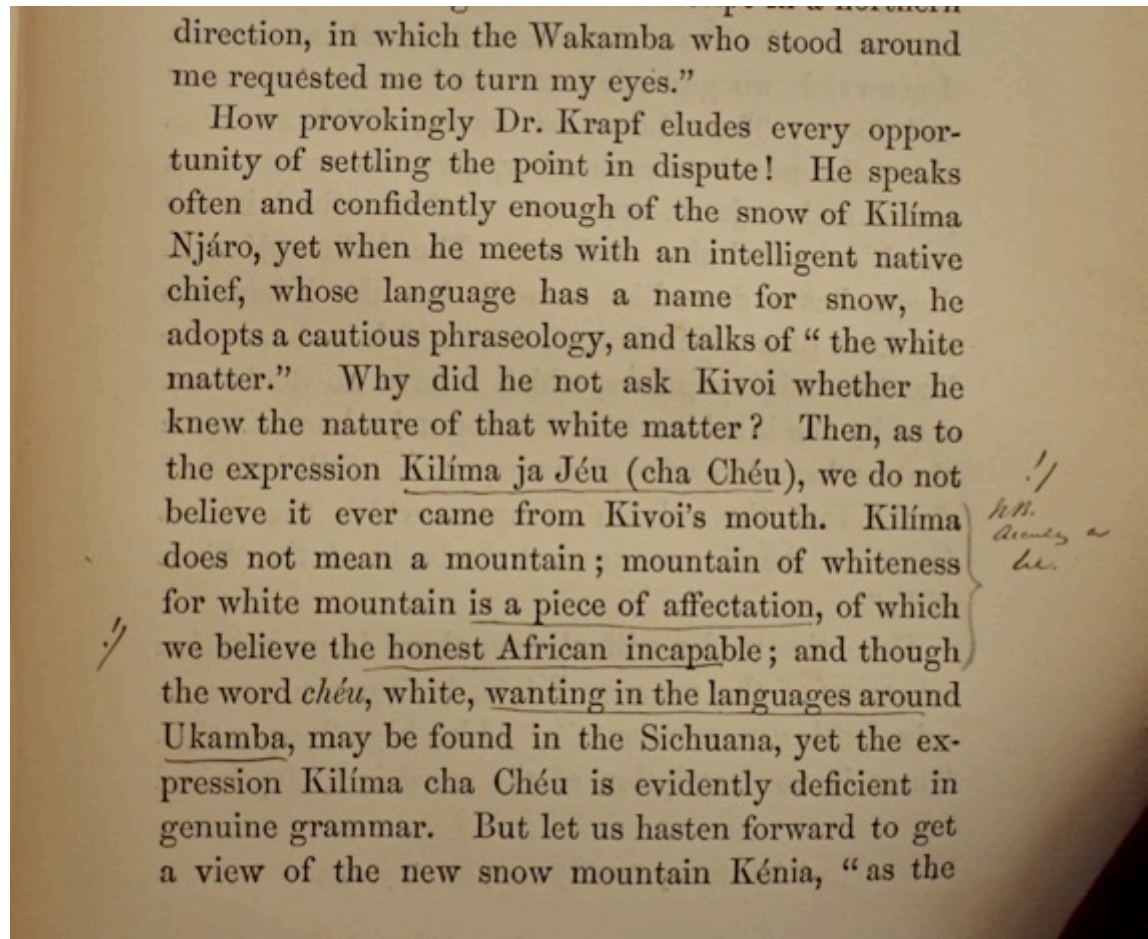 direction, in which the Wakamba who stood around
me requested me to turn my eyes.”
How provokingly Dr. Krapf eludes every oppor-
tunity of settling the point in dispute! He speaks
often and confidently enough of the snow of Kilíma
Njáro, yet when he meets with an intelligent native
chief, whose language has a name for snow, he
adopts a cautious phraseology, and talks of “ the white
matter.” Why did he not ask Kivoi whether he
knew the nature of that white matter ? Then, as to
the expression Kilíma ja Jéu (cha Chéu), we do not
believe it ever came from Kivoi's mouth. Kilíma
does not mean a mountain ; mountain of whiteness
for white mountain is a piece of affectation, of which
we believe the honest African incapable ; and though
the word chéu, white, wanting in the languages around
Ukamba, may be found in the Sichuana, yet the ex-
pression Kilíma cha Chéu is evidently deficient in
genuine grammar. But let us hasten forward to get
a view of the new snow mountain Kénia, “ as the
!/
NB.
!/